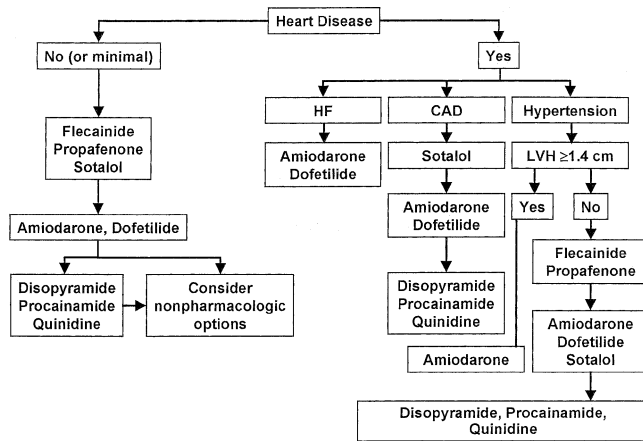 Heart Disease
No (or minimal)
Yes
Flecainide
Propafenone
Sotalol
Amiodarone, Dofetilide
Disopyramide
Procainamide
Quinidine
Consider
nonpharmacologic
options
HF
Amiodarone
Dofetilide
CAD
Sotalol
Amiodarone
Dofetilide
Disopyramide
Procainamide
Quinidine
Hypertension
LVH ≥1.4 cm
Yes
No
Amiodarone
Flecainide
Propafenone
Amiodarone
Dofetilide
Sotalol
Disopyramide, Procainamide,
Quinidine